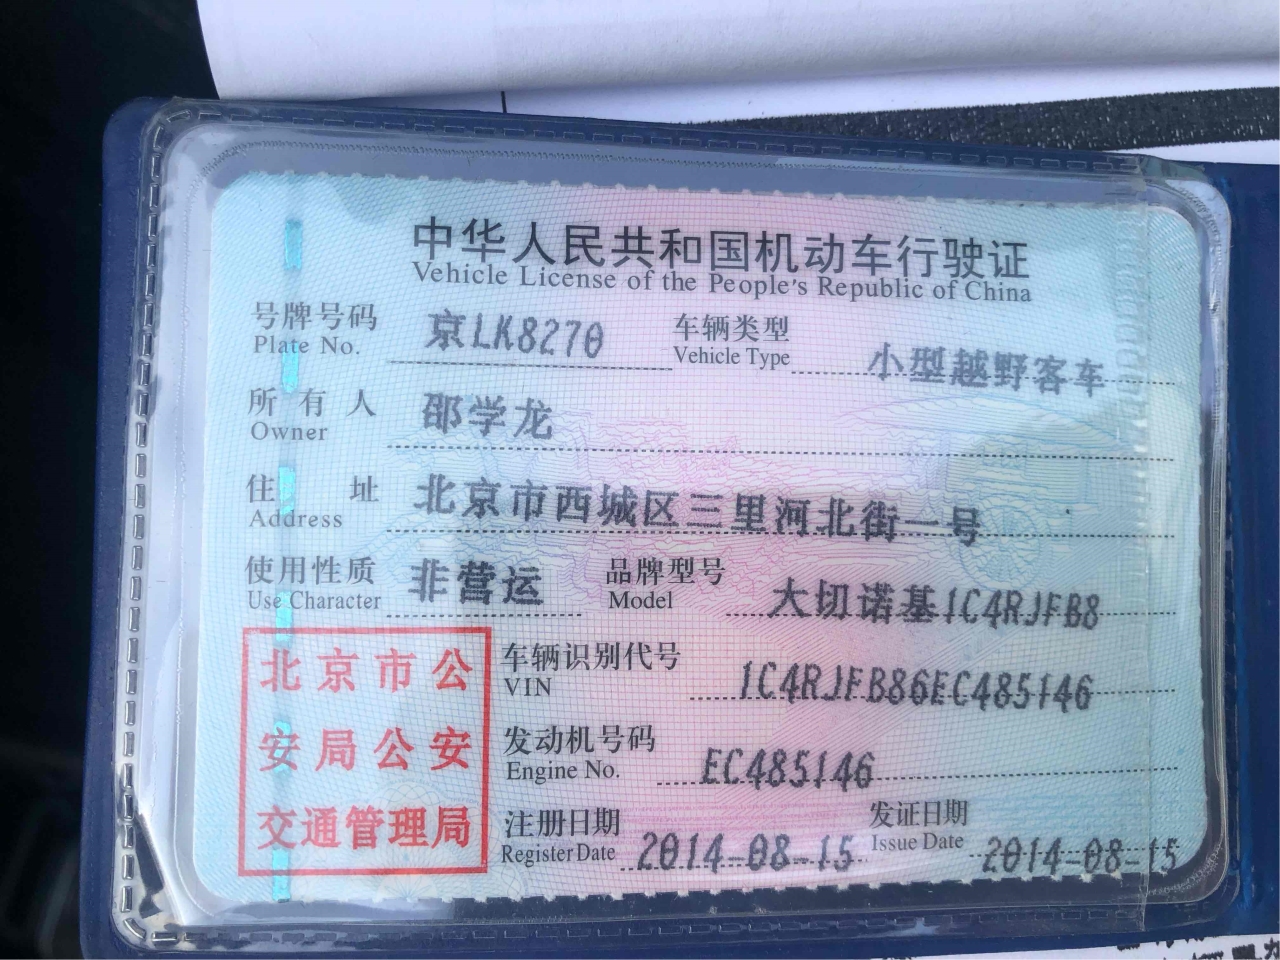 中华人民共和国机动车行驶证
Vehicle License of the People's Republic of China
号牌号码 京LK8270 车辆类型 小型越野客车
Plate No. Vehicle Type
所有人 邵学龙
Owner
住址 北京市西城区三里河北街一号
Address
使用性质 非营运 品牌型号 大切诺基1C4RJFB8
Use Character Model
北京市公
安局公安
交通管理局
车辆识别代号 1C4RJFB86EC485146
VIN
发动机号码 EC485146
Engine No.
注册日期 2014-08-15 发证日期 2014-08-15
Register Date Issue Date